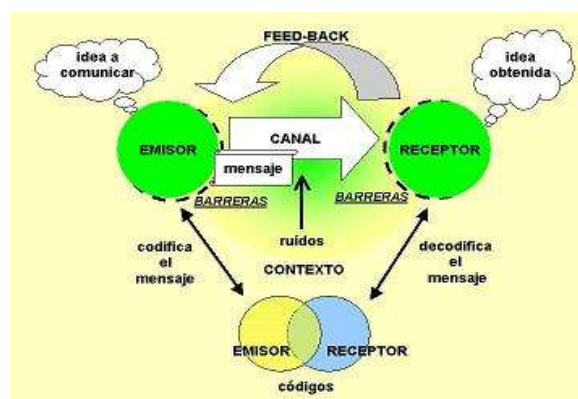 FEED-BACK
idea a
comunicar
idea
obtenida
EMISOR
CANAL
RECEPTOR
mensaje
BARRERAS
BARRERAS
ruídos
codifica
el
mensaje
decodifica
el
mensaje
CONTEXTO
EMISOR
RECEPTOR
códigos